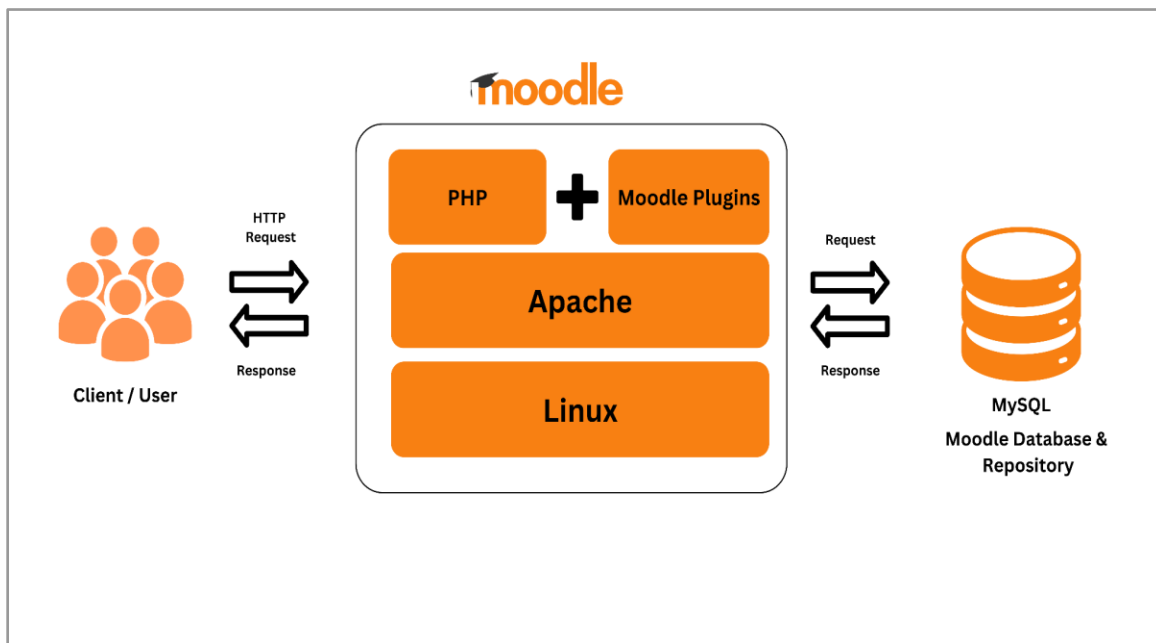 moodle
PHP
Moodle Plugins
HTTP
Request
Request
Apache
Response
Response
Linux
Client / User
MySQL
Moodle Database &
Repository